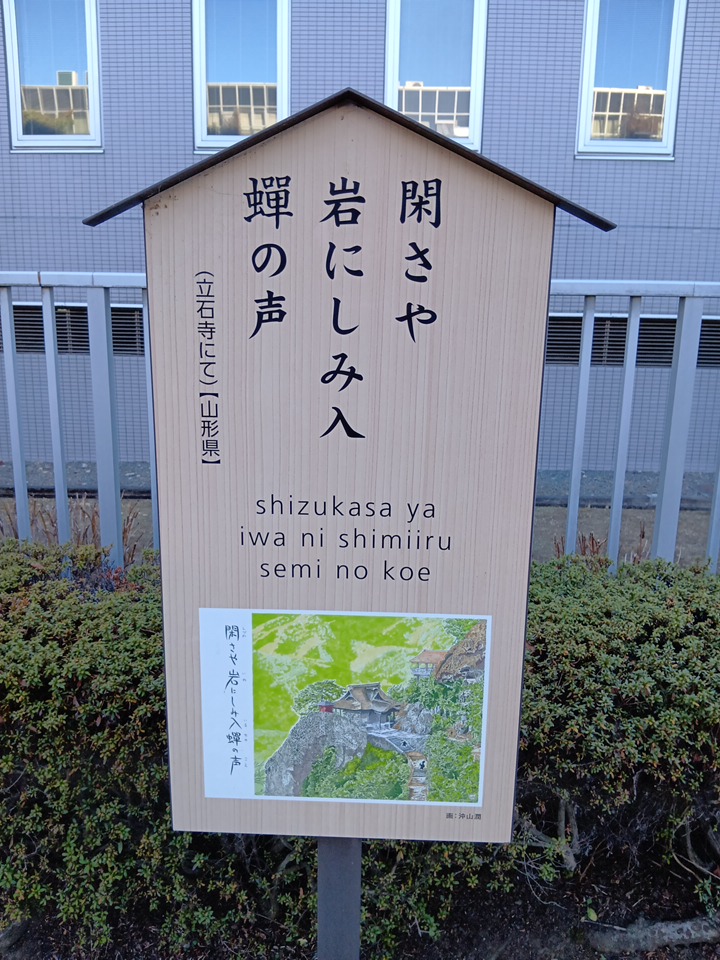 閑さや
岩にしみ入
蟬の声
(立石寺にて)【山形県】
shizukasa ya
iwa ni shimiiru
semi no koe
閑さや岩にしみ入蟬の声
画：沖山潤